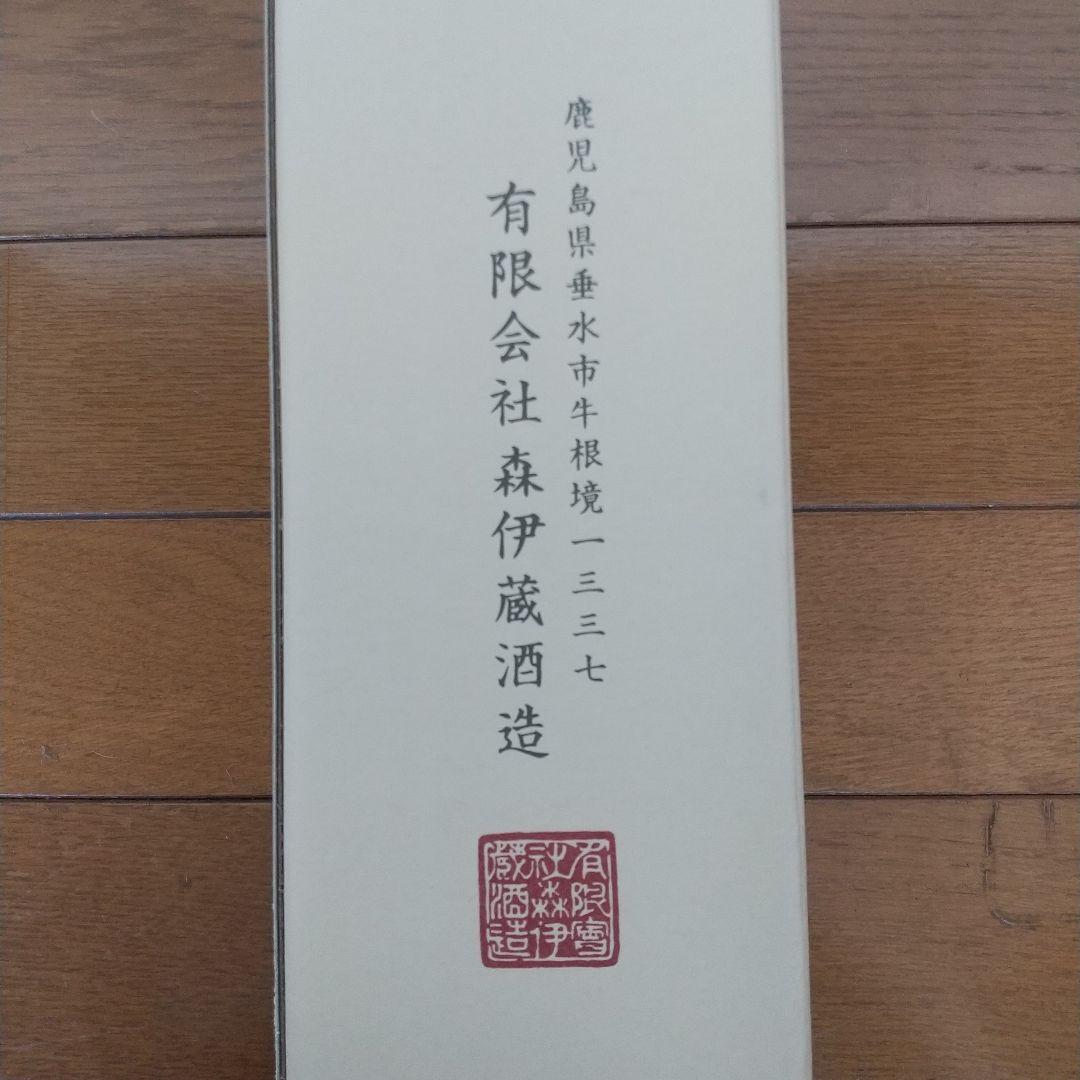 鹿児島県垂水市牛根境一三三七
有限会社 森伊蔵酒造
有限會
社森伊
蔵酒造